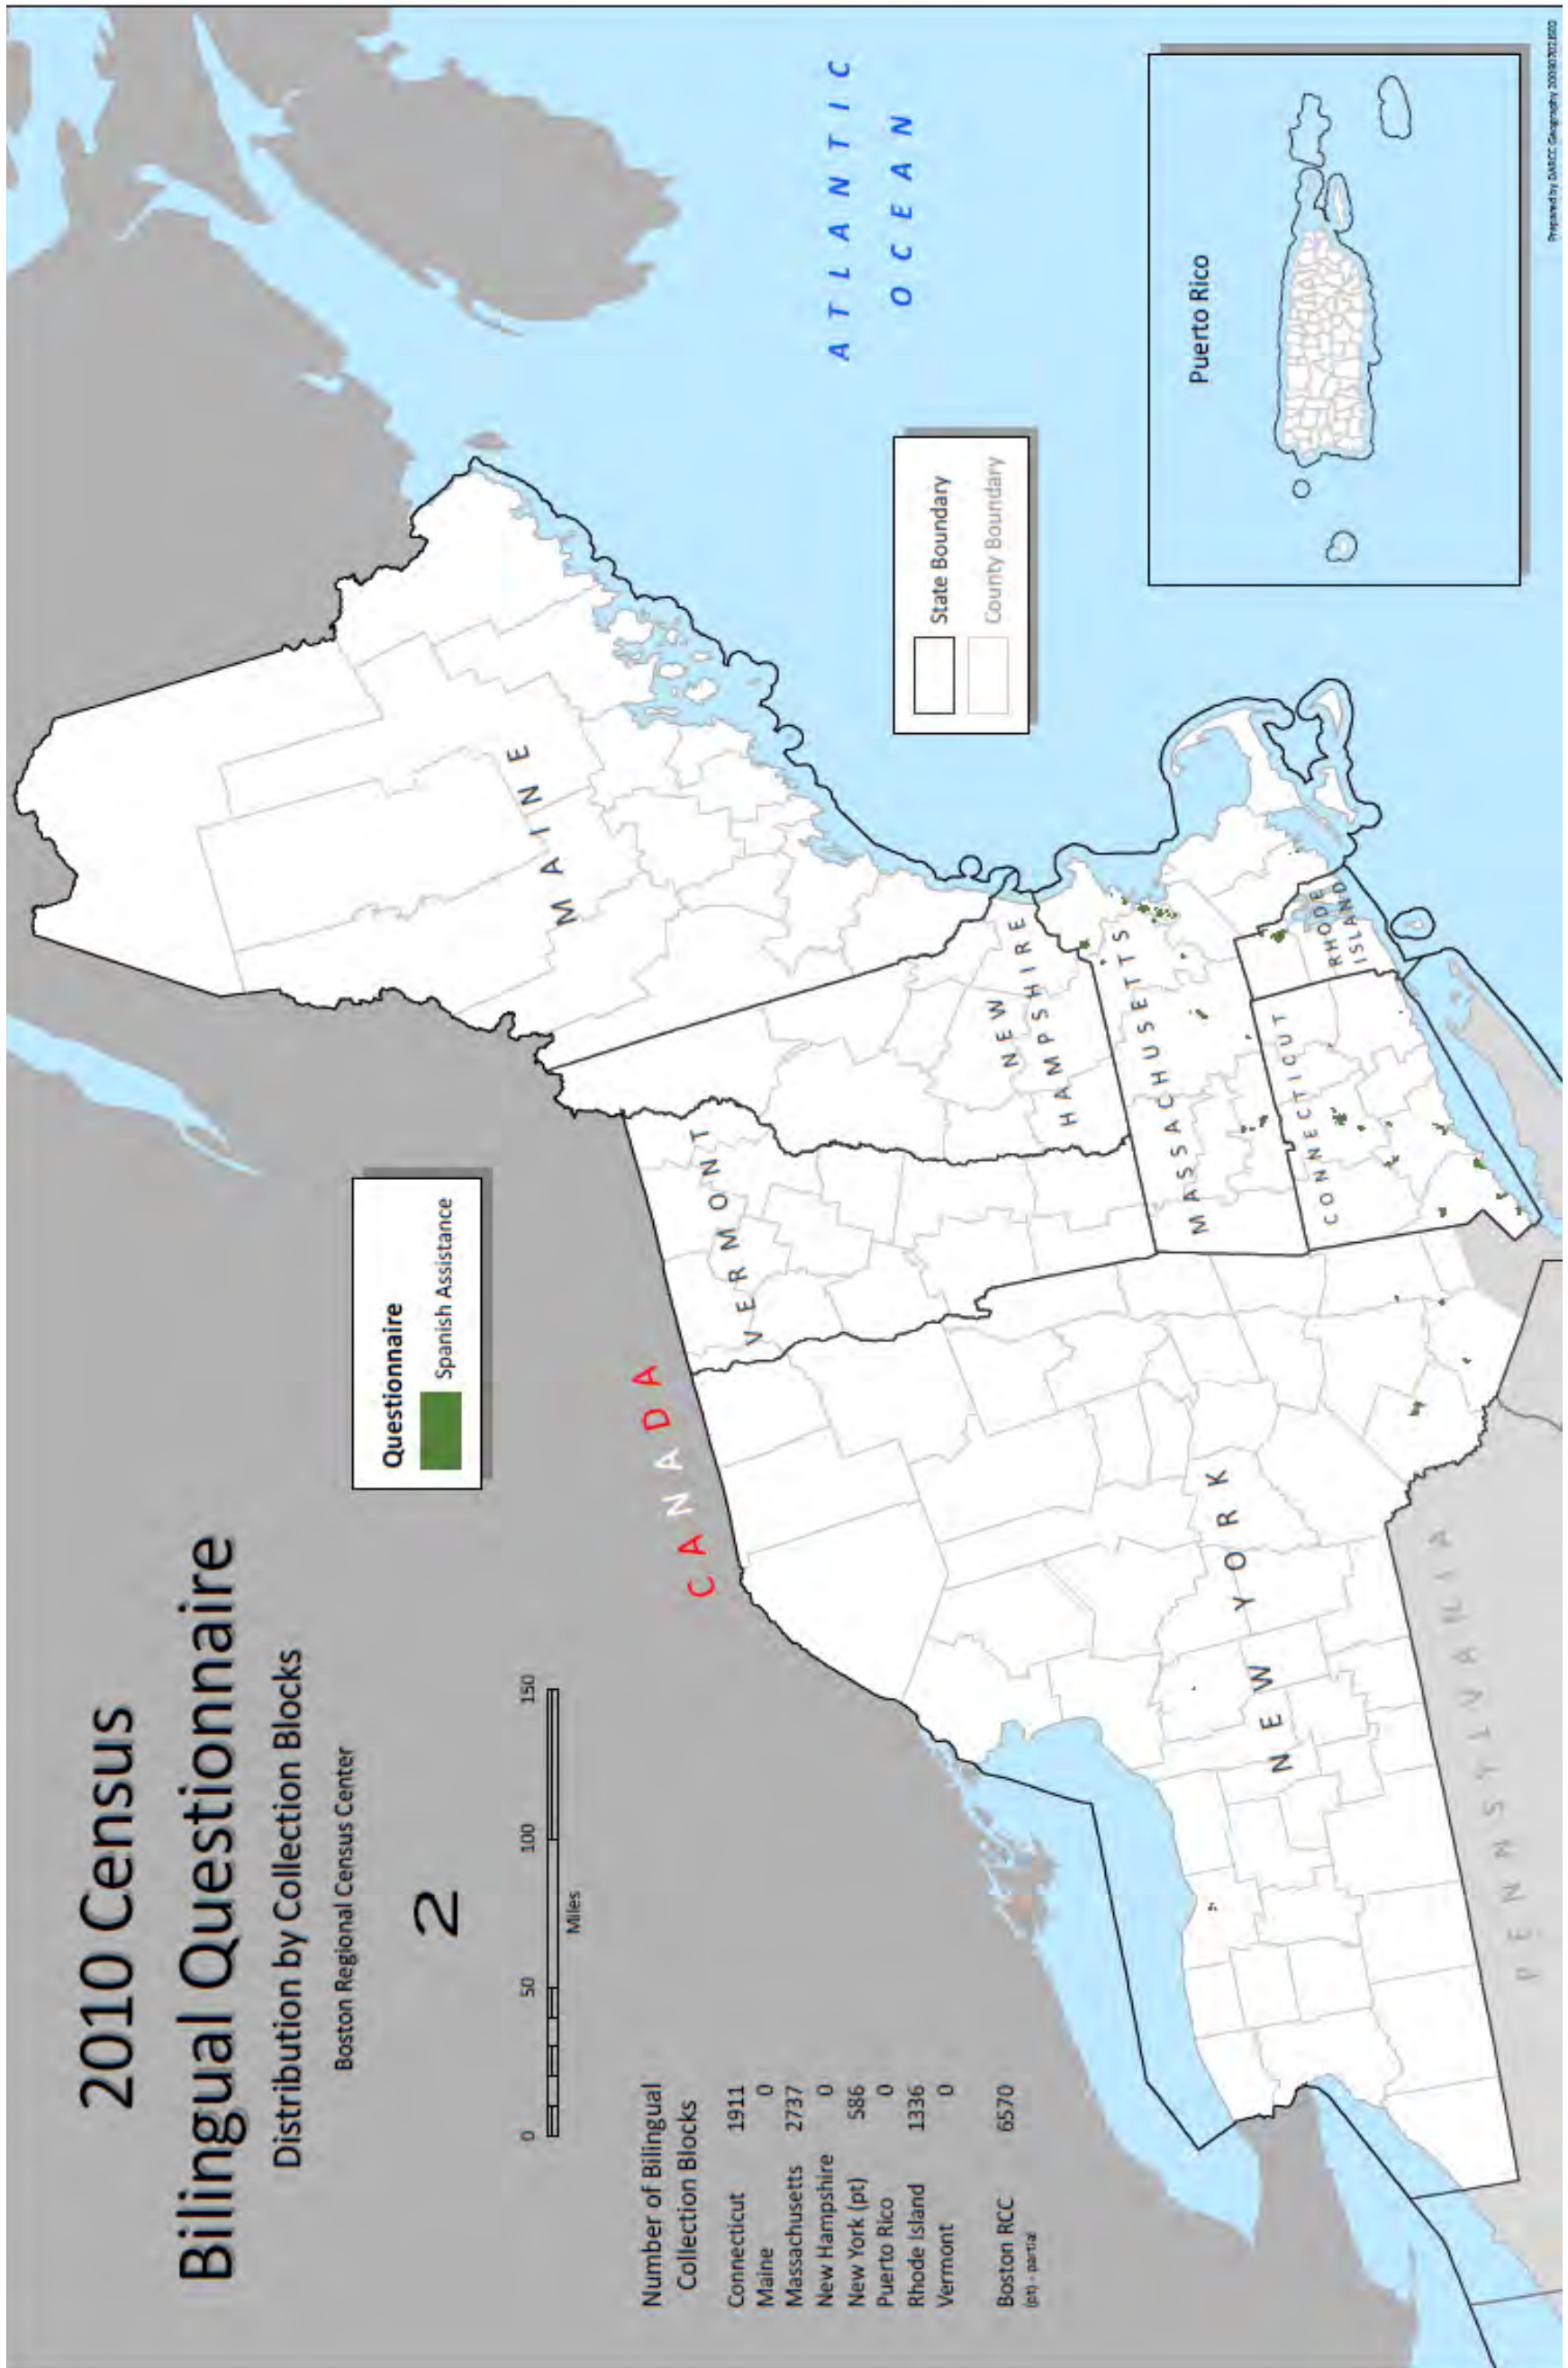 2010 Census
Bilingual Questionnaire
Distribution by Collection Blocks
Boston Regional Census Center
2
0 50 100 150
Miles
Questionnaire
Spanish Assistance
Number of Bilingual
Collection Blocks
Connecticut 1911
Maine 0
Massachusetts 2737
New Hampshire 0
New York (pt) 586
Puerto Rico 0
Rhode Island 1336
Vermont 0
Boston RCC 6570
(pt) - partial
CANADA
MAINE
VERMONT
NEW
HAMPSHIRE
MASSACHUSETTS
CONNECTICUT
RHODE
ISLAND
NEW YORK
PENNSYLVANIA
ATLANTIC
OCEAN
State Boundary
County Boundary
Puerto Rico